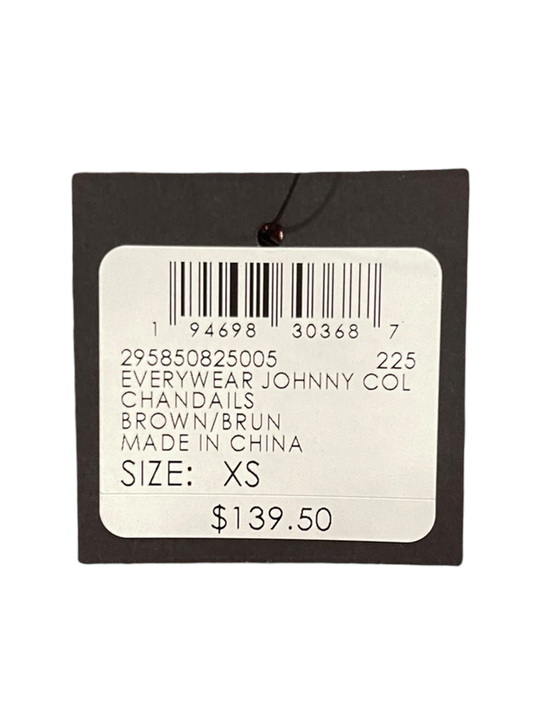 1 94698 30368 7
295850825005 225
EVERYWEAR JOHNNY COL
CHANDAILS
BROWN/BRUN
MADE IN CHINA
SIZE: XS
$139.50